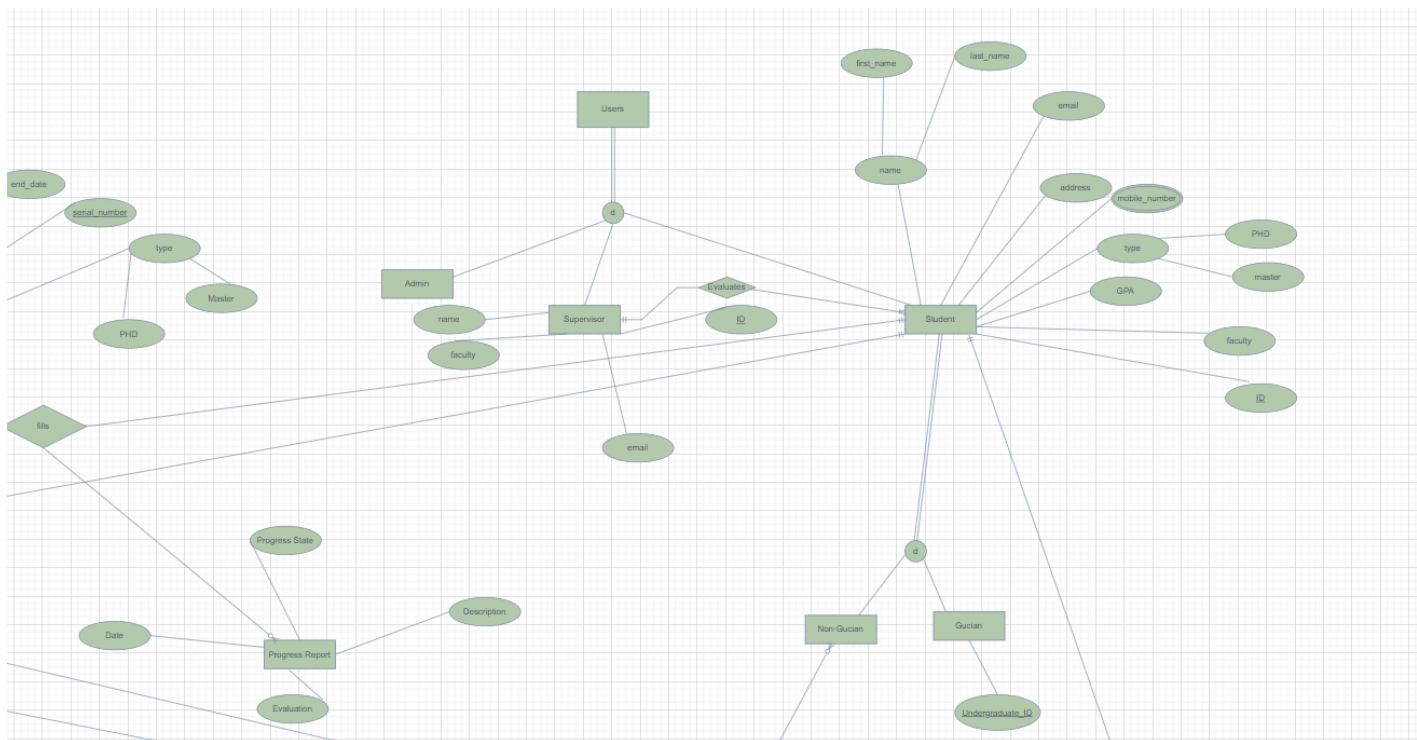 last_name
first_name
email
Users
name
end_date
address
mobile_number
serial_number
d
PHD
type
type
master
Admin
Evaluates
GPA
Master
name
Supervisor
ID
Student
PHD
faculty
faculty
ID
fills
email
Progress State
d
Description
Non-Gucian
Gucian
Date
Progress Report
Evaluation
Undergraduate_ID